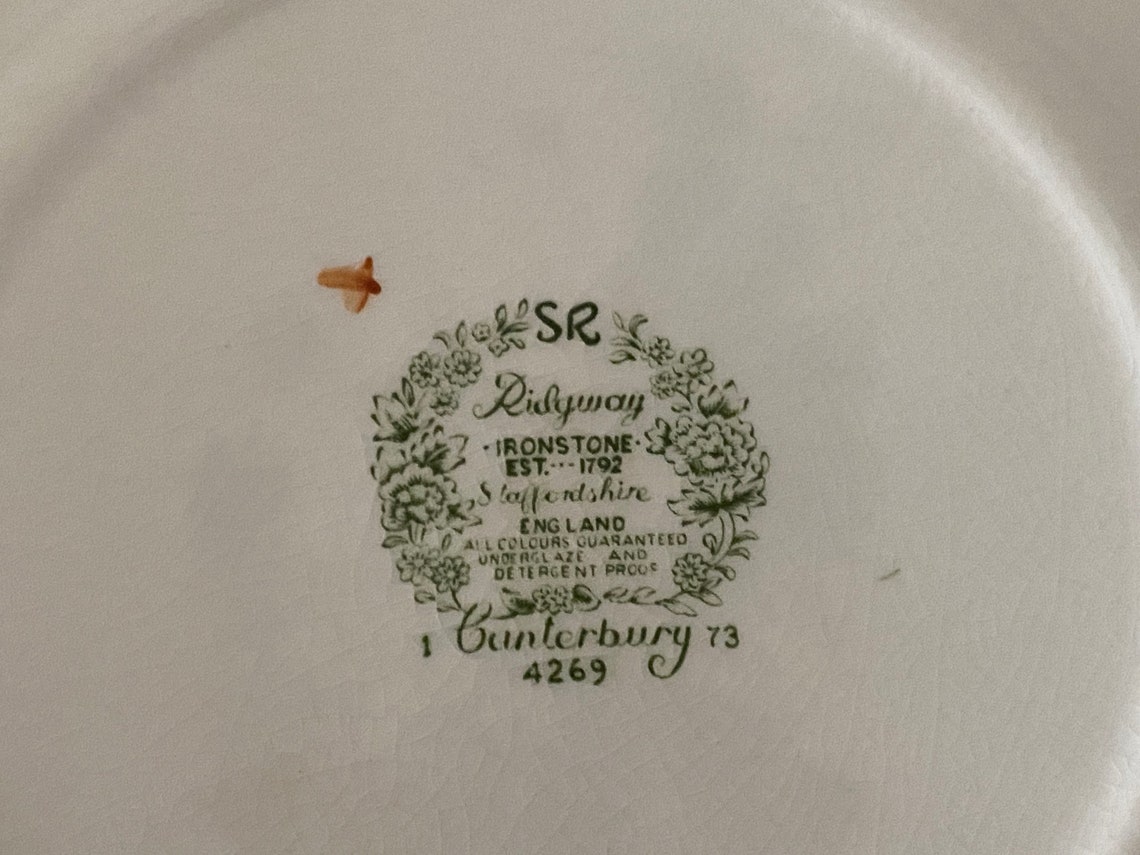 SR
Ridgway
·IRONSTONE·
EST.···1792
Staffordshire
ENGLAND
ALL COLOURS GUARANTEED
UNDERGLAZE AND
DETERGENT PROOF
1 Canterbury 73
4269